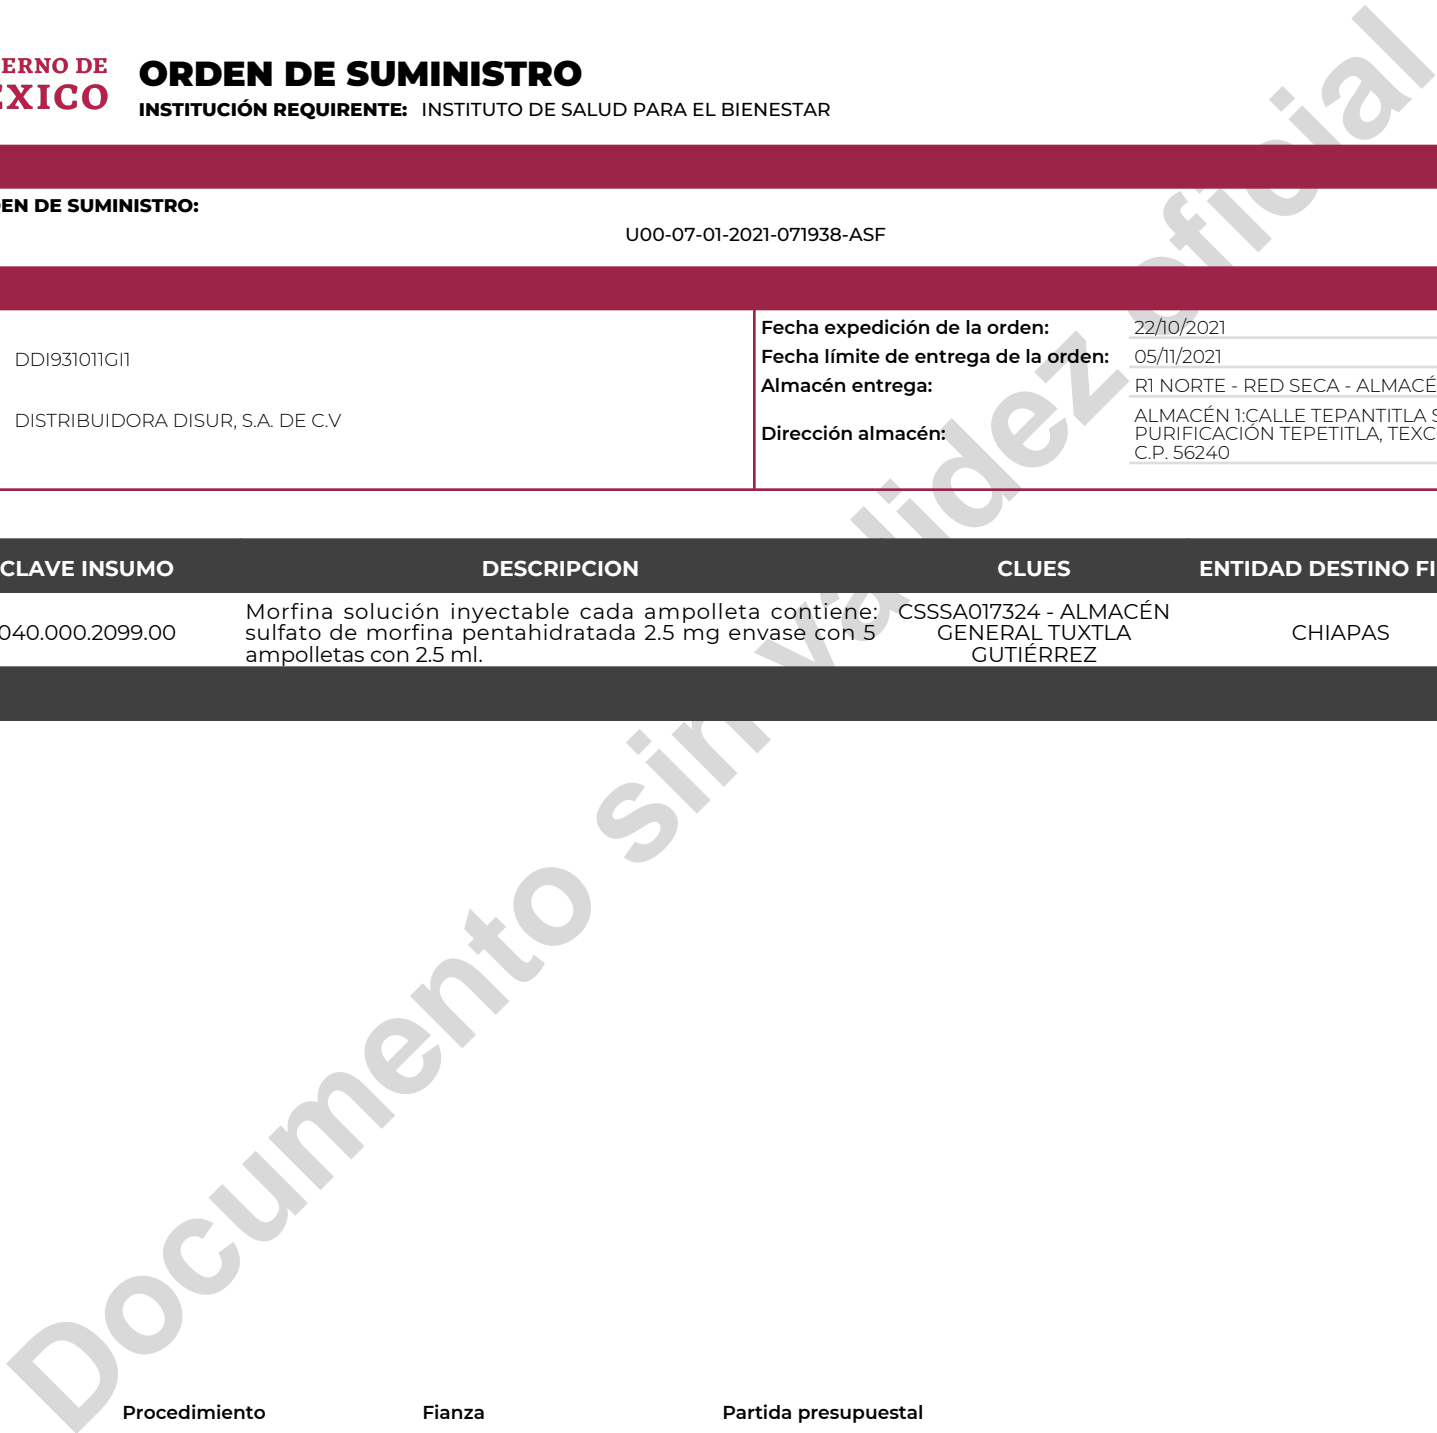 ERNO DE
EXICO
ORDEN DE SUMINISTRO
INSTITUCIÓN REQUIRENTE: INSTITUTO DE SALUD PARA EL BIENESTAR
EN DE SUMINISTRO:
U00-07-01-2021-071938-ASF
DDI931011GI1
DISTRIBUIDORA DISUR, S.A. DE C.V
Fecha expedición de la orden: 22/10/2021
Fecha límite de entrega de la orden: 05/11/2021
Almacén entrega: R1 NORTE - RED SECA - ALMACÉ
Dirección almacén: ALMACÉN 1:CALLE TEPANTITLA S
PURIFICACIÓN TEPETITLA, TEXC
C.P. 56240
CLAVE INSUMO DESCRIPCION CLUES ENTIDAD DESTINO FI
040.000.2099.00
Morfina solución inyectable cada ampolleta contiene:
sulfato de morfina pentahidratada 2.5 mg envase con 5
ampolletas con 2.5 ml.
CSSSA017324 - ALMACÉN
GENERAL TUXTLA
GUTIÉRREZ
CHIAPAS
Documento sin validez oficial
Procedimiento Fianza Partida presupuestal